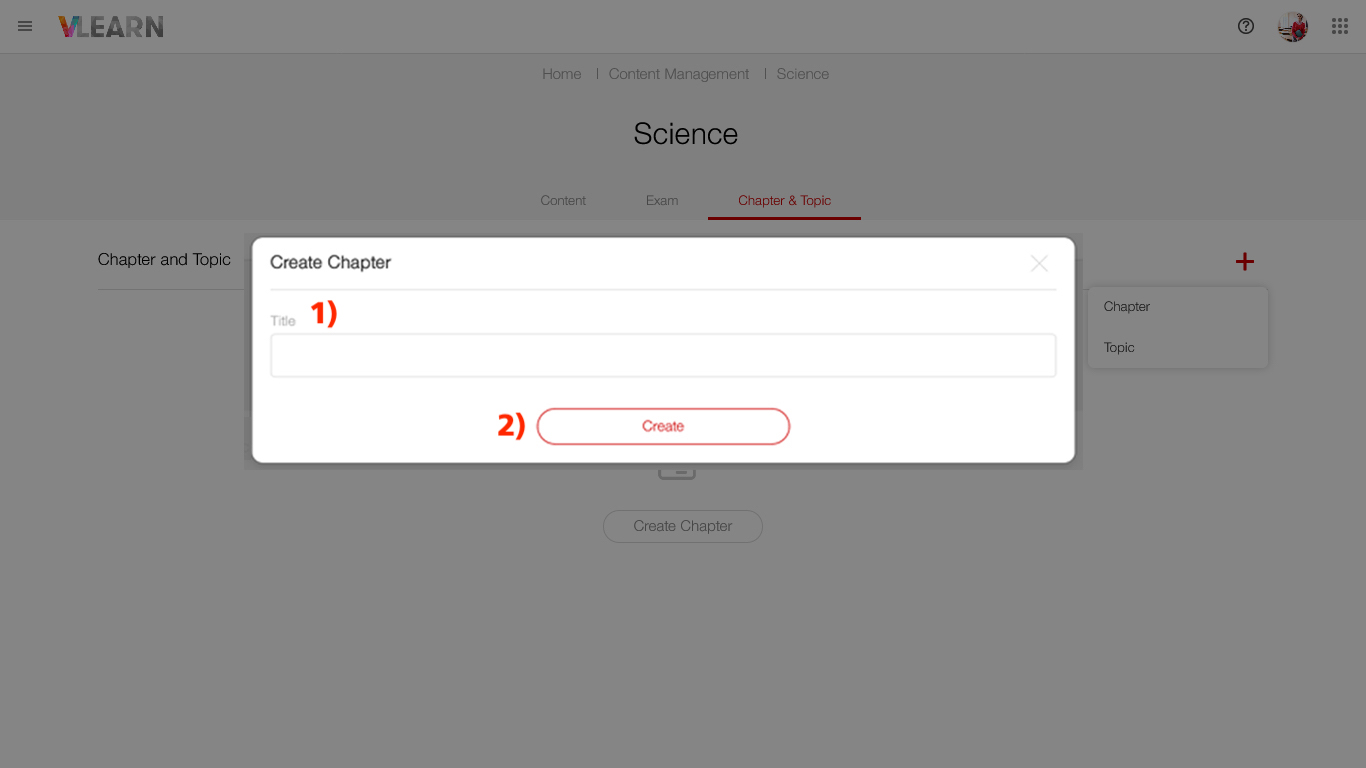 VLEARN
Home | Content Management | Science
Science
Content Exam Chapter & Topic
Chapter and Topic
Create Chapter
Title 1)
2) Create
Chapter
Topic
Create Chapter